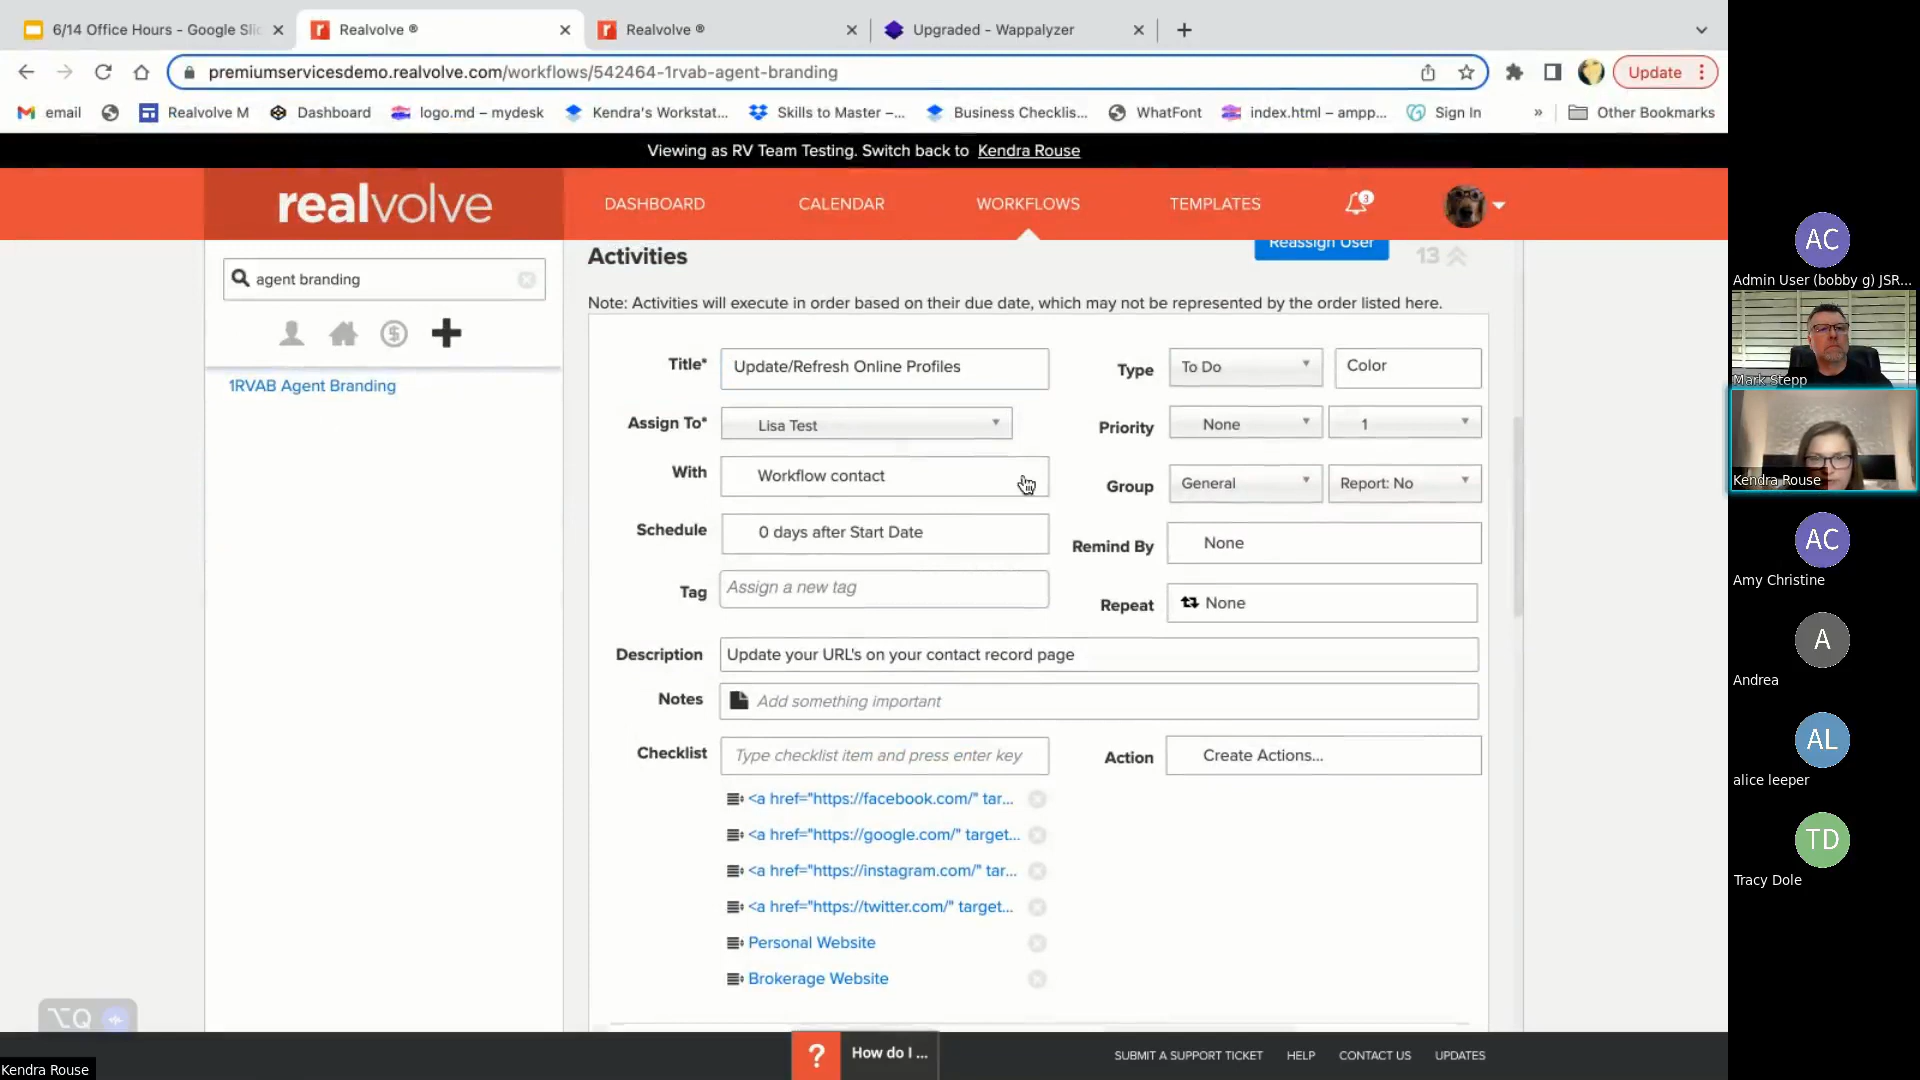 6/14 Office Hours - Google Slic
Realvolve ®
Realvolve ®
Upgraded - Wappalyzer
premiumservicesdemo.realvolve.com/workflows/542464-1rvab-agent-branding
Update
email
Realvolve M
Dashboard
logo.md – mydesk
Kendra's Workstat...
Skills to Master –...
Business Checklis...
WhatFont
index.html – ampp...
Sign In
»
Other Bookmarks
Viewing as RV Team Testing. Switch back to Kendra Rouse
realvolve
DASHBOARD
CALENDAR
WORKFLOWS
TEMPLATES
3
agent branding
1RVAB Agent Branding
Activities
Reassign User
13
Note: Activities will execute in order based on their due date, which may not be represented by the order listed here.
Title* Update/Refresh Online Profiles
Type To Do Color
Assign To* Lisa Test
Priority None 1
With Workflow contact
Group General Report: No
Schedule 0 days after Start Date
Remind By None
Tag Assign a new tag
Repeat None
Description Update your URL's on your contact record page
Notes Add something important
Checklist Type checklist item and press enter key
Action Create Actions...
<a href="https://facebook.com/" tar...
<a href="https://google.com/" target...
<a href="https://instagram.com/" tar...
<a href="https://twitter.com/" target...
Personal Website
Brokerage Website
⌥Q
? How do I ...
SUBMIT A SUPPORT TICKET
HELP
CONTACT US
UPDATES
Kendra Rouse
AC
Admin User (bobby g) JSR...
Mark Stepp
Kendra Rouse
AC
Amy Christine
A
Andrea
AL
alice leeper
TD
Tracy Dole